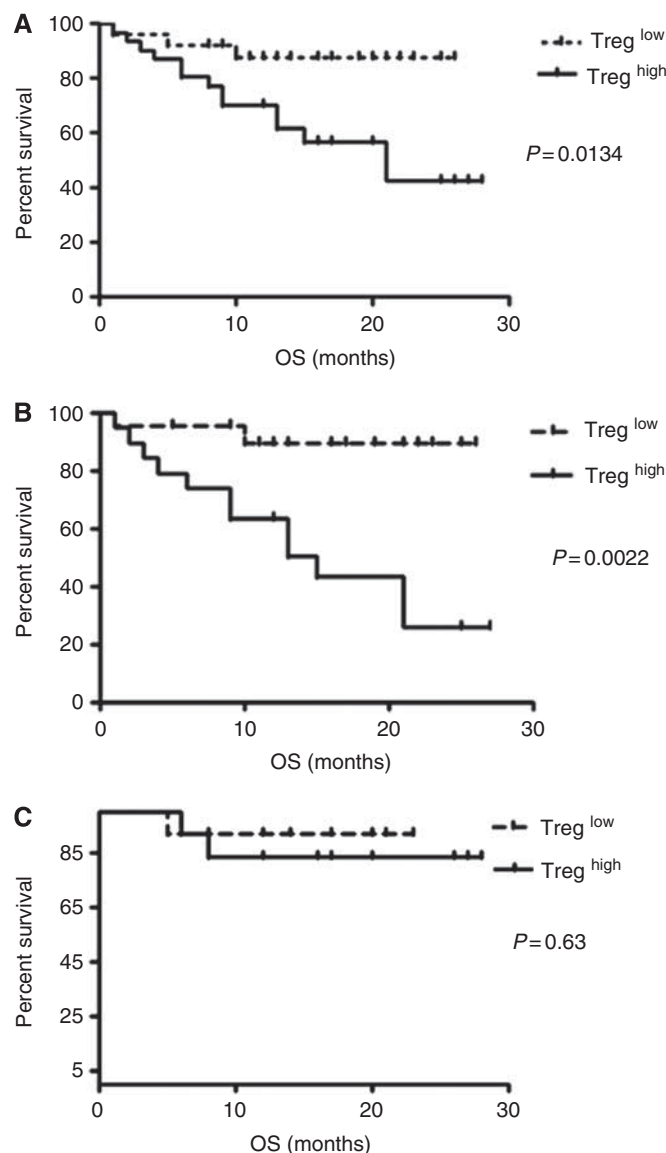 A
100
80
60
40
20
0
Percent survival
0
10
20
30
OS (months)
Treg low
Treg high
P=0.0134
B
100
80
60
40
20
0
Percent survival
0
10
20
30
OS (months)
Treg low
Treg high
P=0.0022
C
85
65
45
25
5
Percent survival
0
10
20
30
OS (months)
Treg low
Treg high
P=0.63